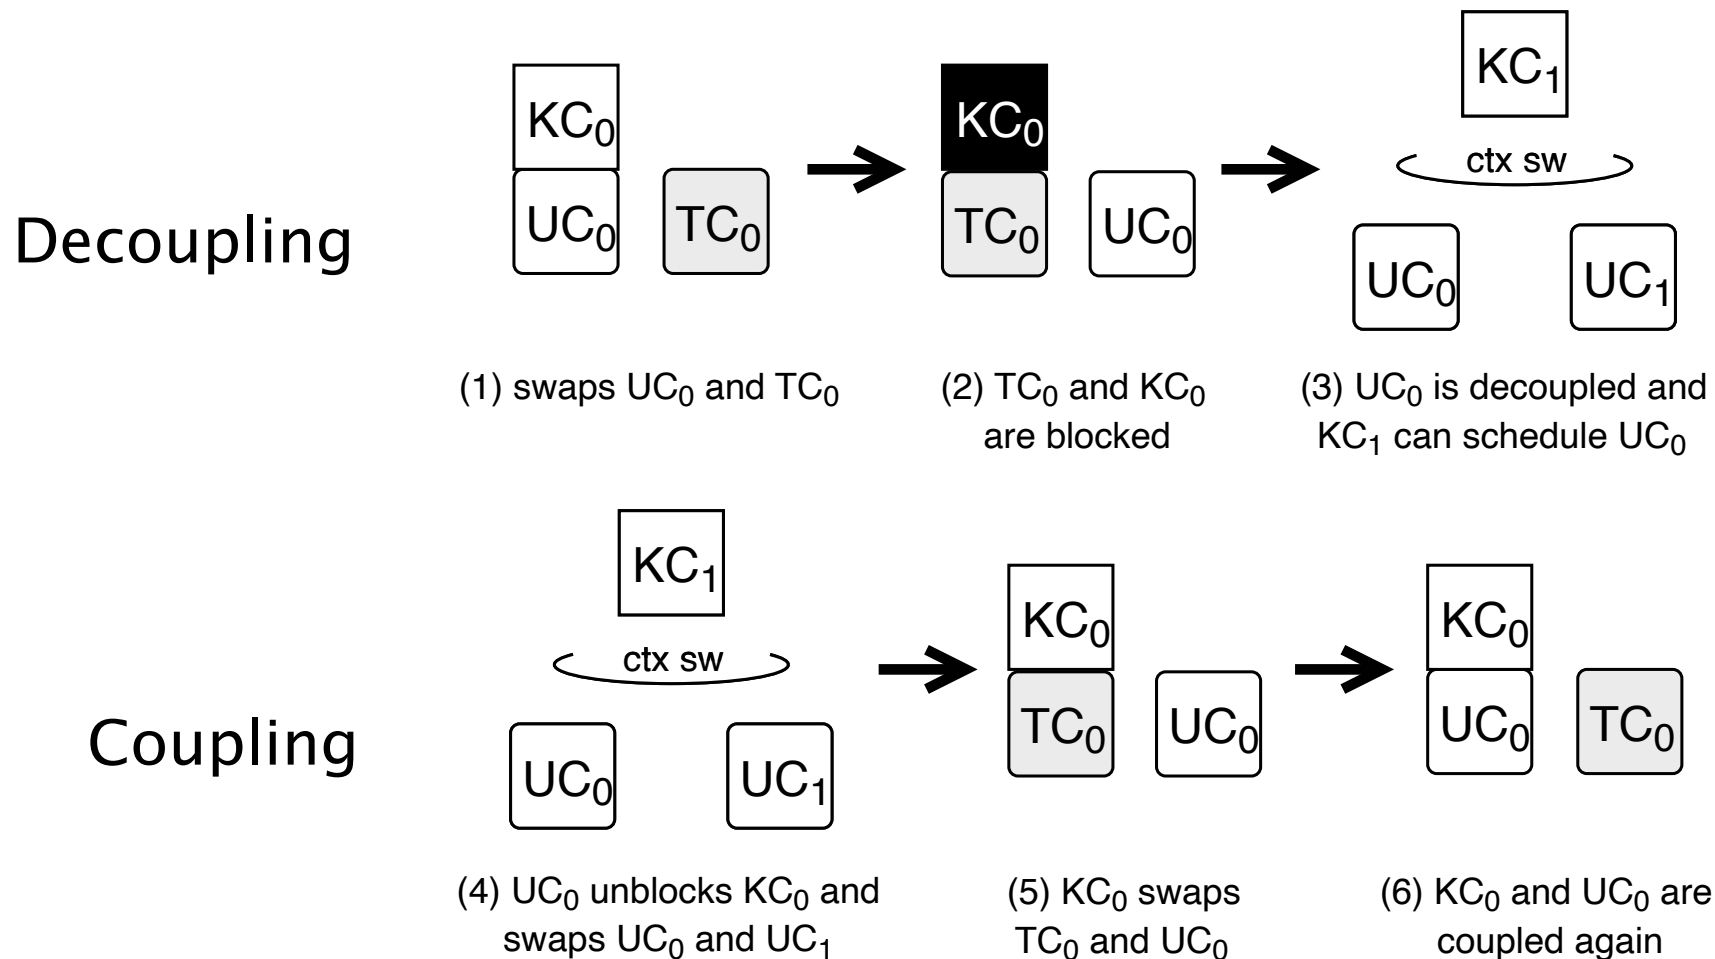 Decoupling
KC₀
UC₀ TC₀
(1) swaps UC₀ and TC₀
KC₀
TC₀ UC₀
(2) TC₀ and KC₀
are blocked
KC₁
ctx sw
UC₀ UC₁
(3) UC₀ is decoupled and
KC₁ can schedule UC₀
Coupling
KC₁
ctx sw
UC₀ UC₁
(4) UC₀ unblocks KC₀ and
swaps UC₀ and UC₁
KC₀
TC₀ UC₀
(5) KC₀ swaps
TC₀ and UC₀
KC₀
UC₀ TC₀
(6) KC₀ and UC₀ are
coupled again